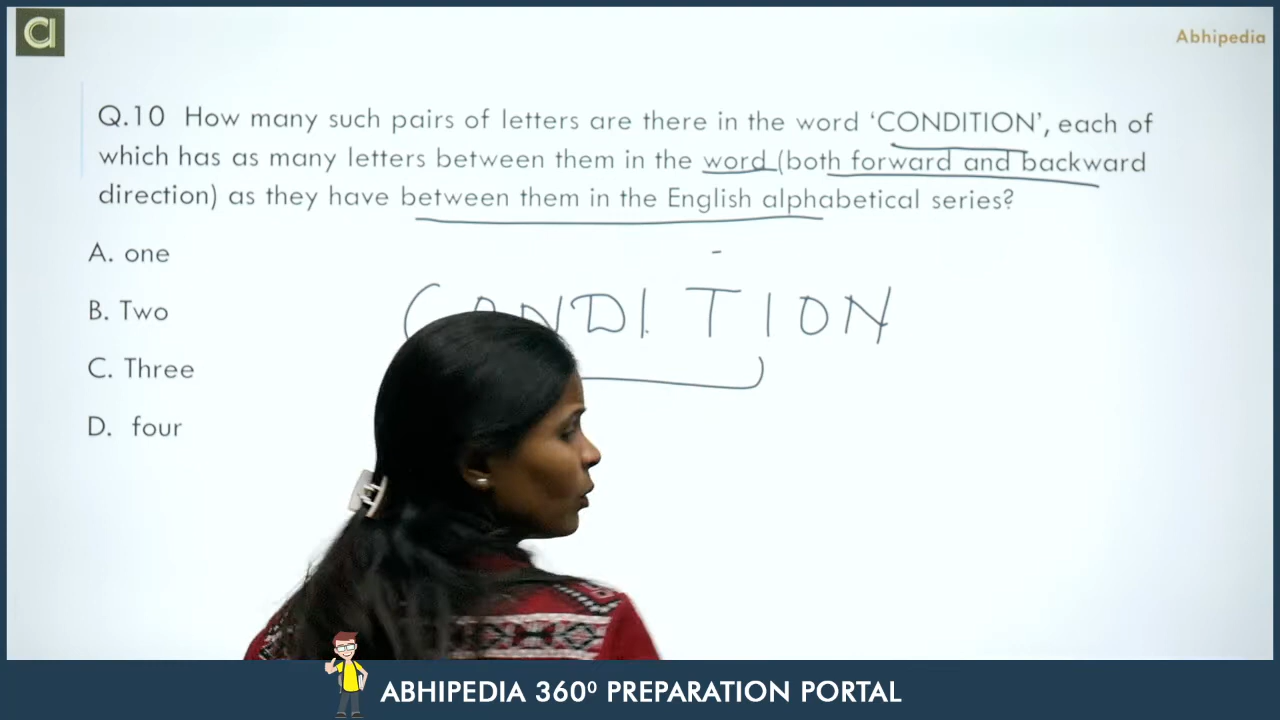 Abhipedia
Q.10 How many such pairs of letters are there in the word ‘CONDITION’, each of
which has as many letters between them in the word (both forward and backward
direction) as they have between them in the English alphabetical series?
A. one
B. Two
C. Three
D. four
CONDITION
ABHIPEDIA 360⁰ PREPARATION PORTAL